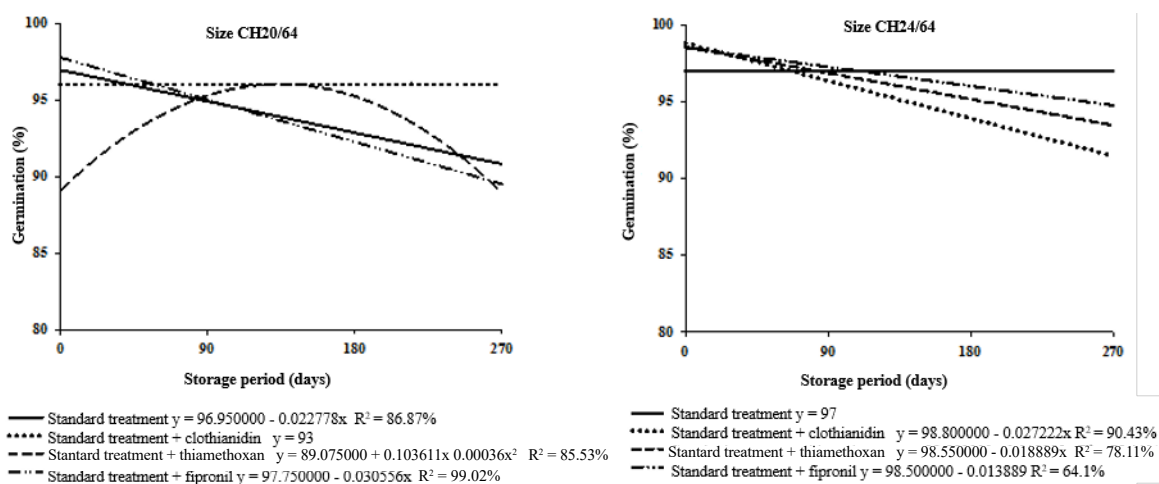 Size CH20/64
100
95
90
85
80
Germination (%)
0 90 180 270
Storage period (days)
Standard treatment y = 96.950000 - 0.022778x R² = 86.87%
Standard treatment + clothianidin y = 93
Stantard treatment + thiamethoxan y = 89.075000 + 0.103611x 0.00036x² R² = 85.53%
Standard treatment + fipronil y = 97.750000 - 0.030556x R² = 99.02%
Size CH24/64
100
95
90
85
80
Germination (%)
0 90 180 270
Storage period (days)
Standard treatment y = 97
Standard treatment + clothianidin y = 98.800000 - 0.027222x R² = 90.43%
Stantard treatment + thiamethoxan y = 98.550000 - 0.018889x R² = 78.11%
Standard treatment + fipronil y = 98.500000 - 0.013889 R² = 64.1%